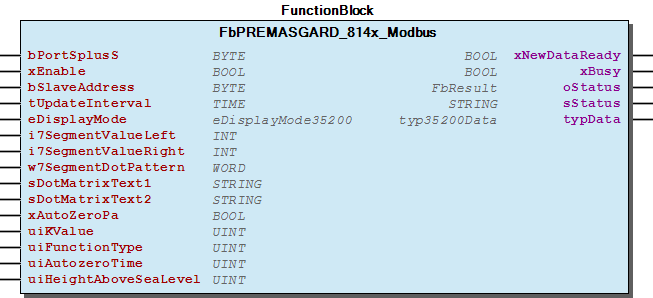 FunctionBlock
FbPREMASGARD_814x_Modbus
bPortSplusS BYTE BOOL xNewDataReady
xEnable BOOL BOOL xBusy
bSlaveAddress BYTE FbResult oStatus
tUpdateInterval TIME STRING sStatus
eDisplayMode eDisplayMode35200 typ35200Data typData
i7SegmentValueLeft INT
i7SegmentValueRight INT
w7SegmentDotPattern WORD
sDotMatrixText1 STRING
sDotMatrixText2 STRING
xAutoZeroPa BOOL
uiKValue UINT
uiFunctionType UINT
uiAutozeroTime UINT
uiHeightAboveSeaLevel UINT